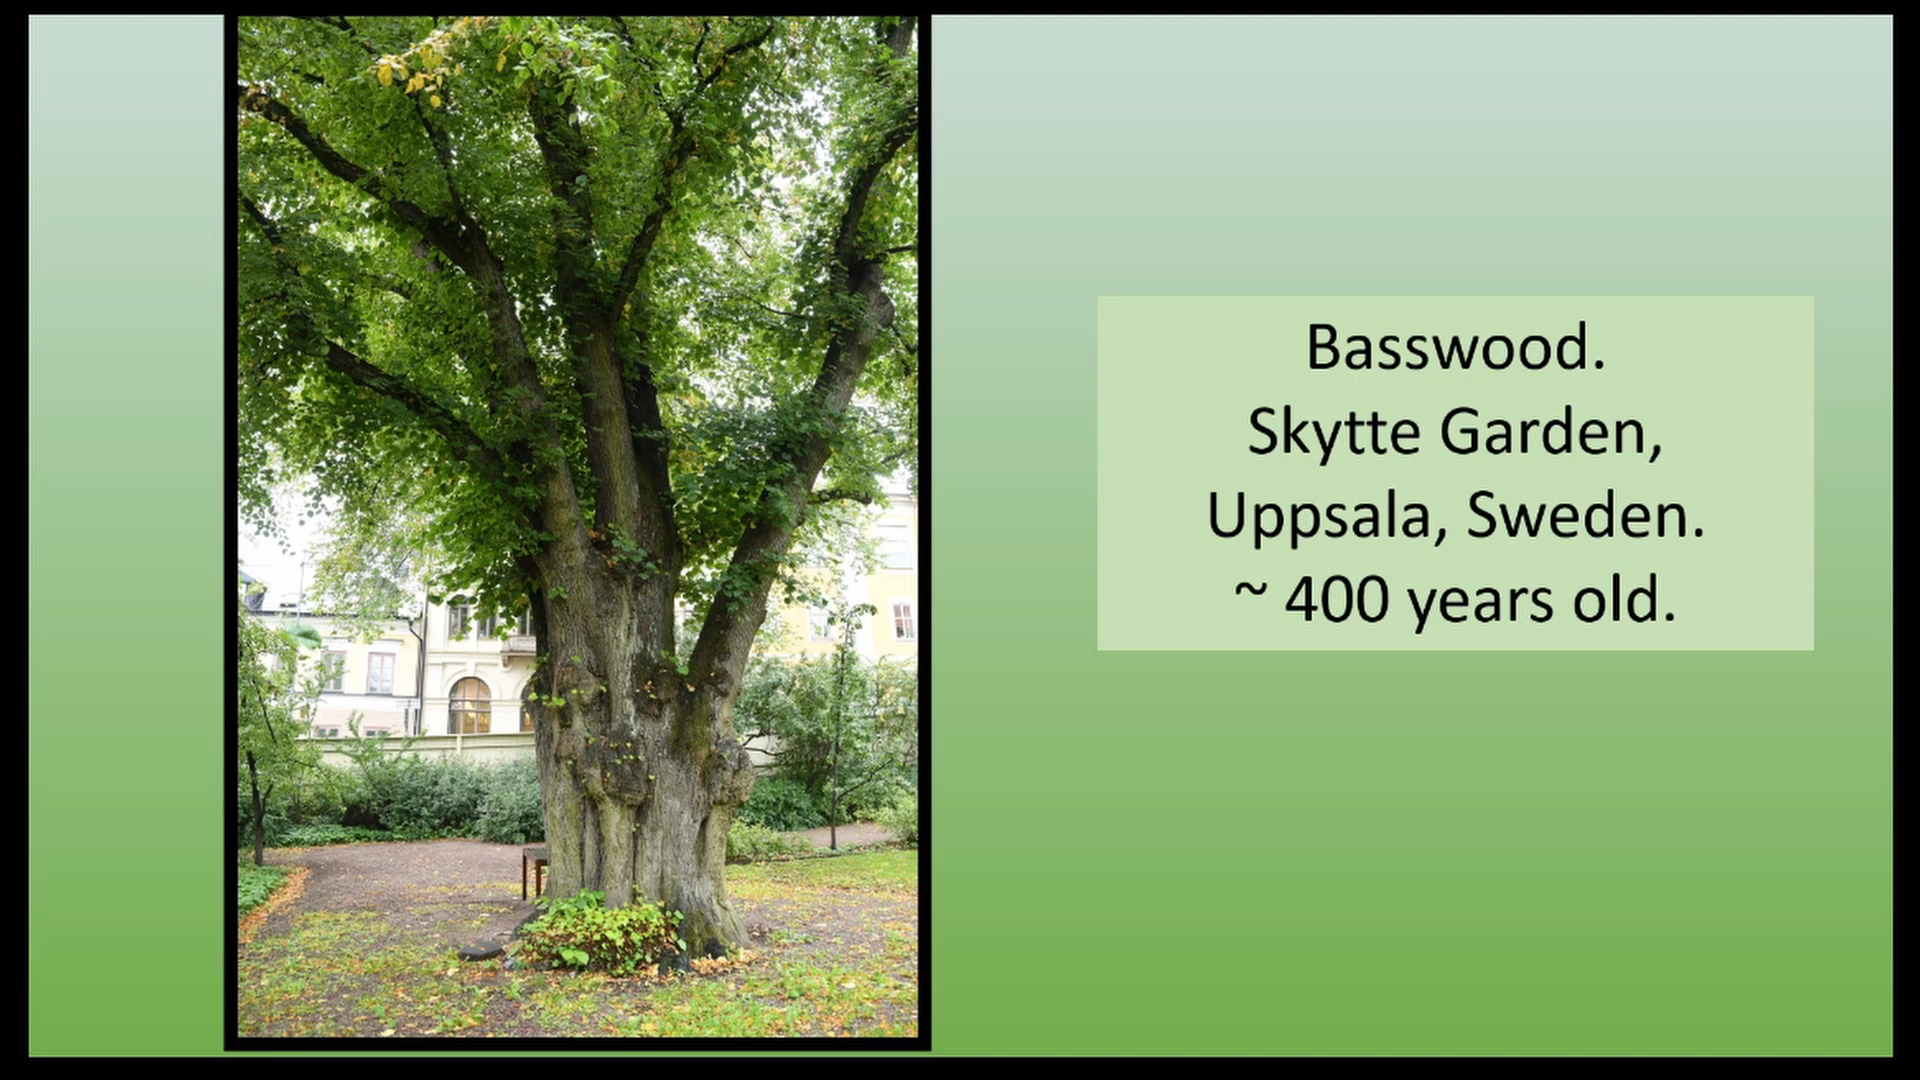 Basswood.
Skytte Garden,
Uppsala, Sweden.
~ 400 years old.